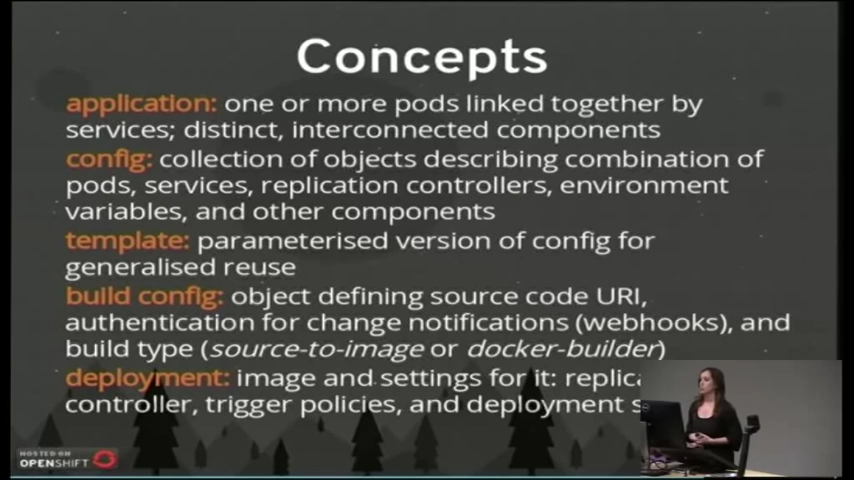 Concepts
application: one or more pods linked together by
services; distinct, interconnected components
config: collection of objects describing combination of
pods, services, replication controllers, environment
variables, and other components
template: parameterised version of config for
generalised reuse
build config: object defining source code URI,
authentication for change notifications (webhooks), and
build type (source-to-image or docker-builder)
deployment: image and settings for it:
controller, trigger policies, and deployment
HOSTED ON
OPENSHIFT